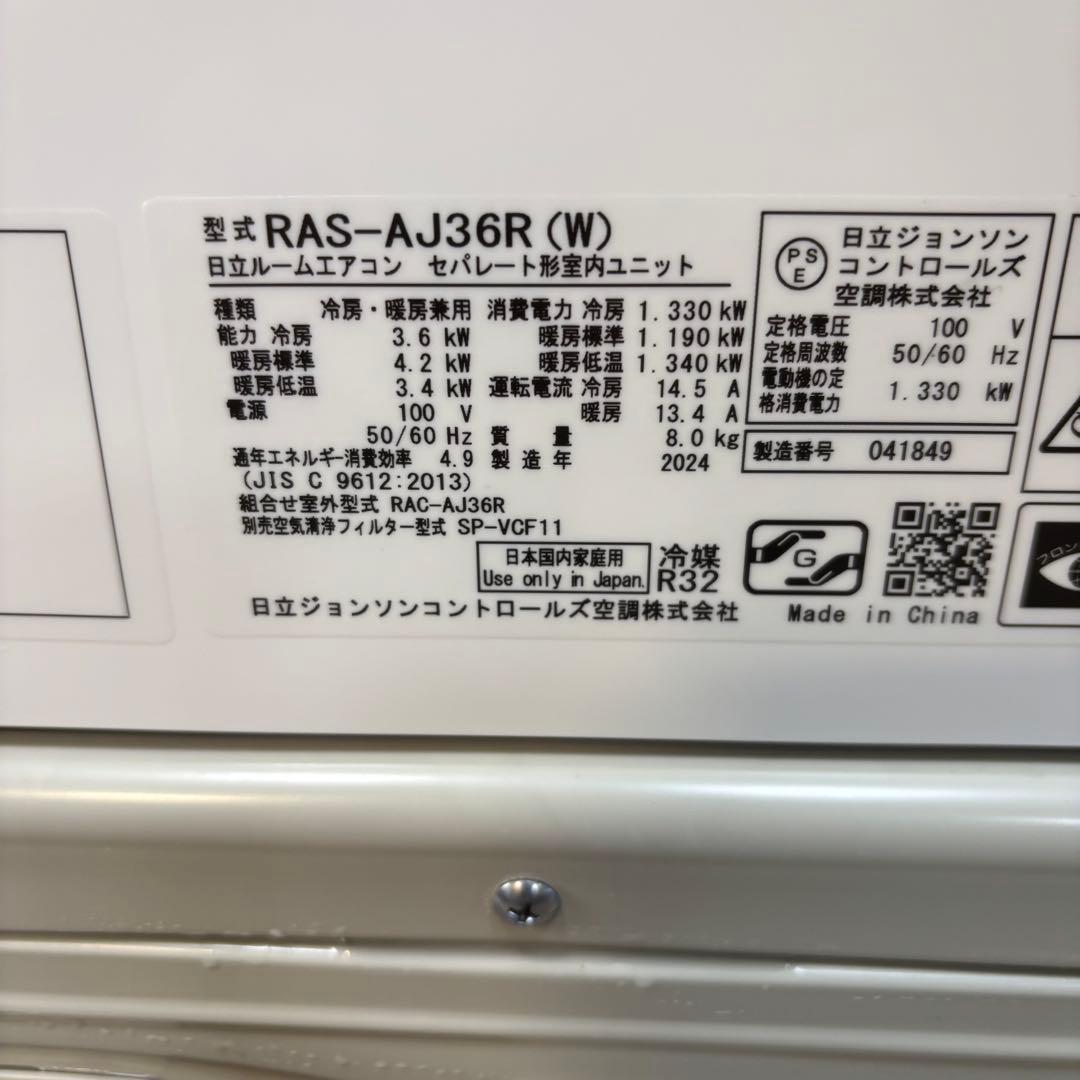 型式 RAS-AJ36R(W)
日立ルームエアコン セパレート形室内ユニット
種類 冷房・暖房兼用
能力 冷房 3.6 kW
暖房標準 4.2 kW
暖房低温 3.4 kW
電源 100 V
50/60 Hz
通年エネルギー消費効率 4.9
(JIS C 9612:2013)
消費電力 冷房 1.330 kW
暖房標準 1.190 kW
暖房低温 1.340 kW
運転電流 冷房 14.5 A
暖房 13.4 A
質量 8.0 kg
製造年 2024
組合せ室外型式 RAC-AJ36R
別売空気清浄フィルター型式 SP-VCF11
日本国内家庭用
Use only in Japan.
冷媒
R32
日立ジョンソンコントロールズ空調株式会社
PS
E
日立ジョンソン
コントロールズ
空調株式会社
定格電圧 100 V
定格周波数 50/60 Hz
電動機の定
格消費電力 1.330 kW
製造番号 041849
G
Made in China
フロン